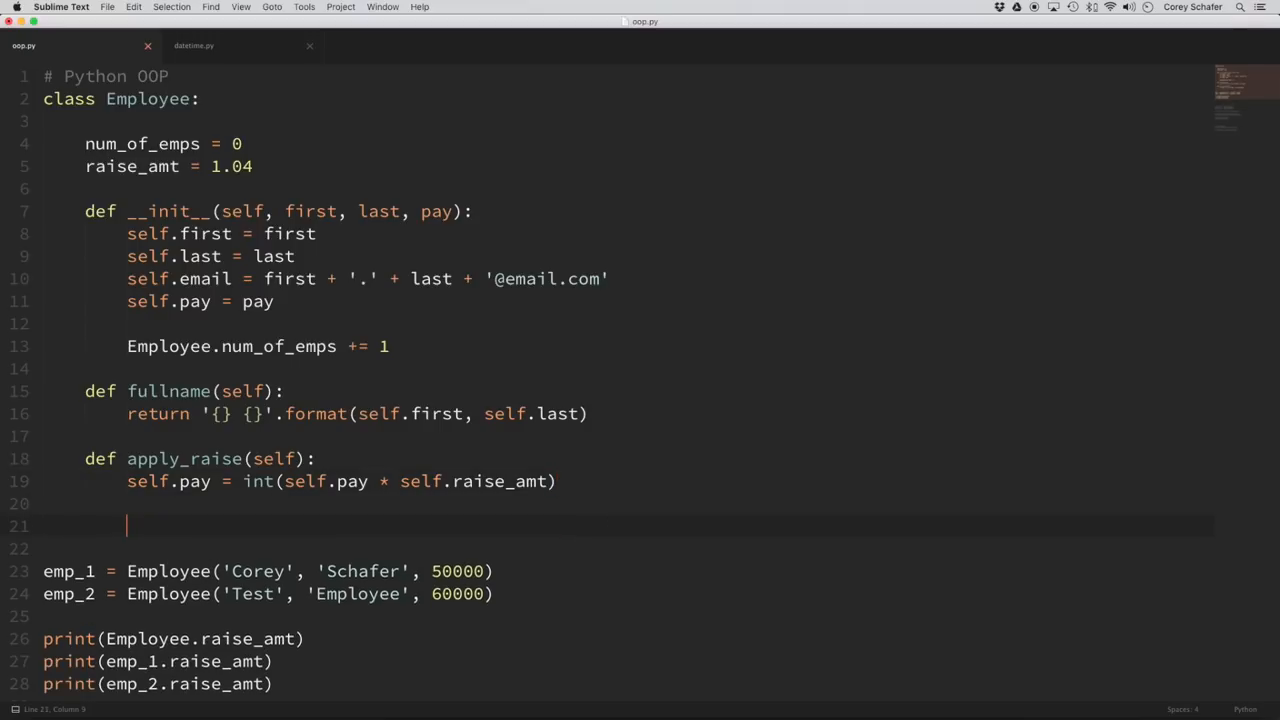 Sublime Text File Edit Selection Find View Goto Tools Project Window Help Corey Schafer
oop.py
oop.py datetime.py
1 # Python OOP
2 class Employee:
3
4 num_of_emps = 0
5 raise_amt = 1.04
6
7 def __init__(self, first, last, pay):
8 self.first = first
9 self.last = last
10 self.email = first + '.' + last + '@email.com'
11 self.pay = pay
12
13 Employee.num_of_emps += 1
14
15 def fullname(self):
16 return '{} {}'.format(self.first, self.last)
17
18 def apply_raise(self):
19 self.pay = int(self.pay * self.raise_amt)
20
21
22
23 emp_1 = Employee('Corey', 'Schafer', 50000)
24 emp_2 = Employee('Test', 'Employee', 60000)
25
26 print(Employee.raise_amt)
27 print(emp_1.raise_amt)
28 print(emp_2.raise_amt)
Line 21, Column 9 Spaces: 4 Python